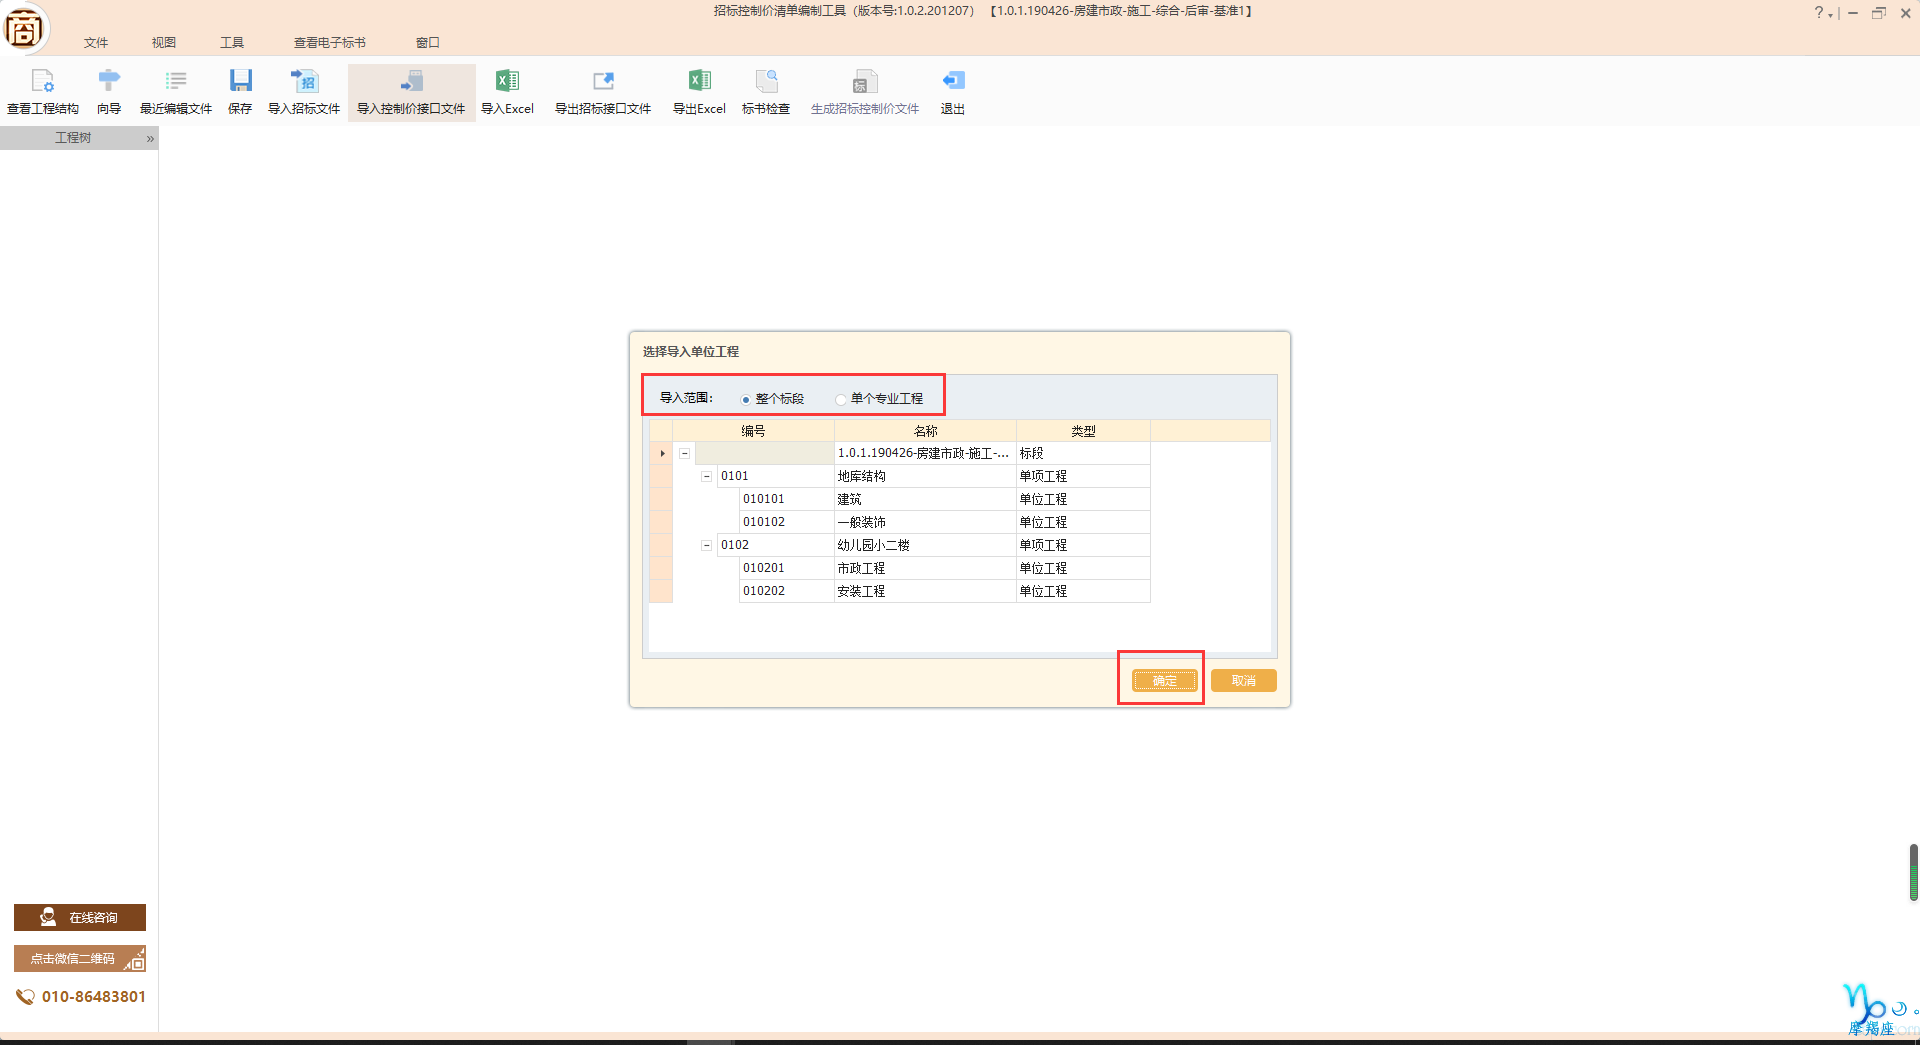 招标控制价清单编制工具（版本号:1.0.2.201207） 【1.0.1.190426-房建市政-施工-综合-后审-基准1】
商
文件 视图 工具 查看电子标书 窗口
查看工程结构 向导 最近编辑文件 保存 导入招标文件 导入控制价接口文件 导入Excel 导出招标接口文件 导出Excel 标书检查 生成招标控制价文件 退出
工程树 »
选择导入单位工程
导入范围： 整个标段 单个专业工程
编号 名称 类型
1.0.1.190426-房建市政-施工-... 标段
0101 地库结构 单项工程
010101 建筑 单位工程
010102 一般装饰 单位工程
0102 幼儿园小二楼 单项工程
010201 市政工程 单位工程
010202 安装工程 单位工程
确定 取消
在线咨询
点击微信二维码
010-86483801
摩羯座